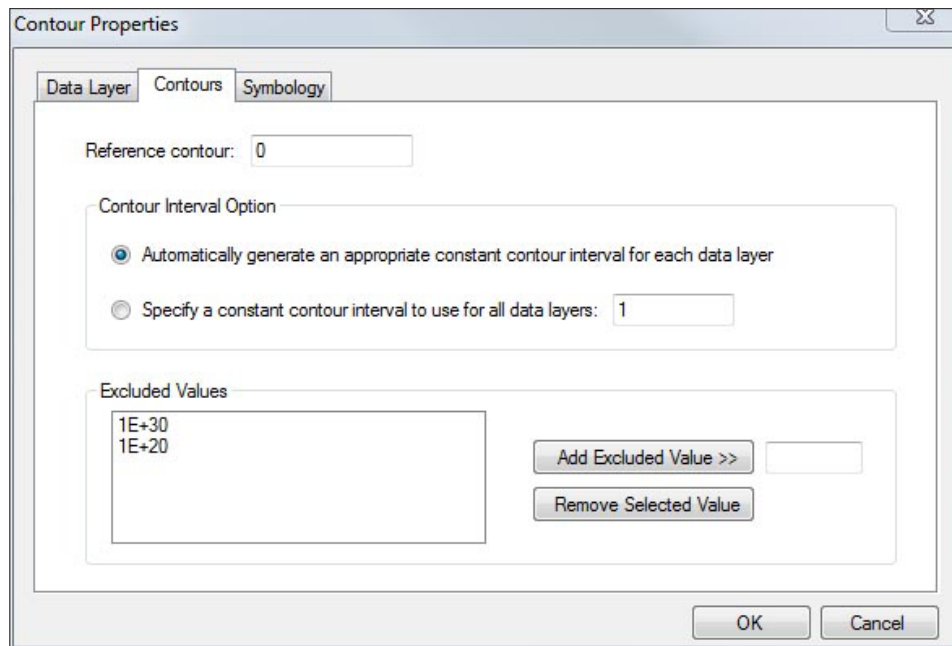 Contour Properties
Data Layer Contours Symbology
Reference contour: 0
Contour Interval Option
Automatically generate an appropriate constant contour interval for each data layer
Specify a constant contour interval to use for all data layers: 1
Excluded Values
1E+30
1E+20
Add Excluded Value >>
Remove Selected Value
OK Cancel